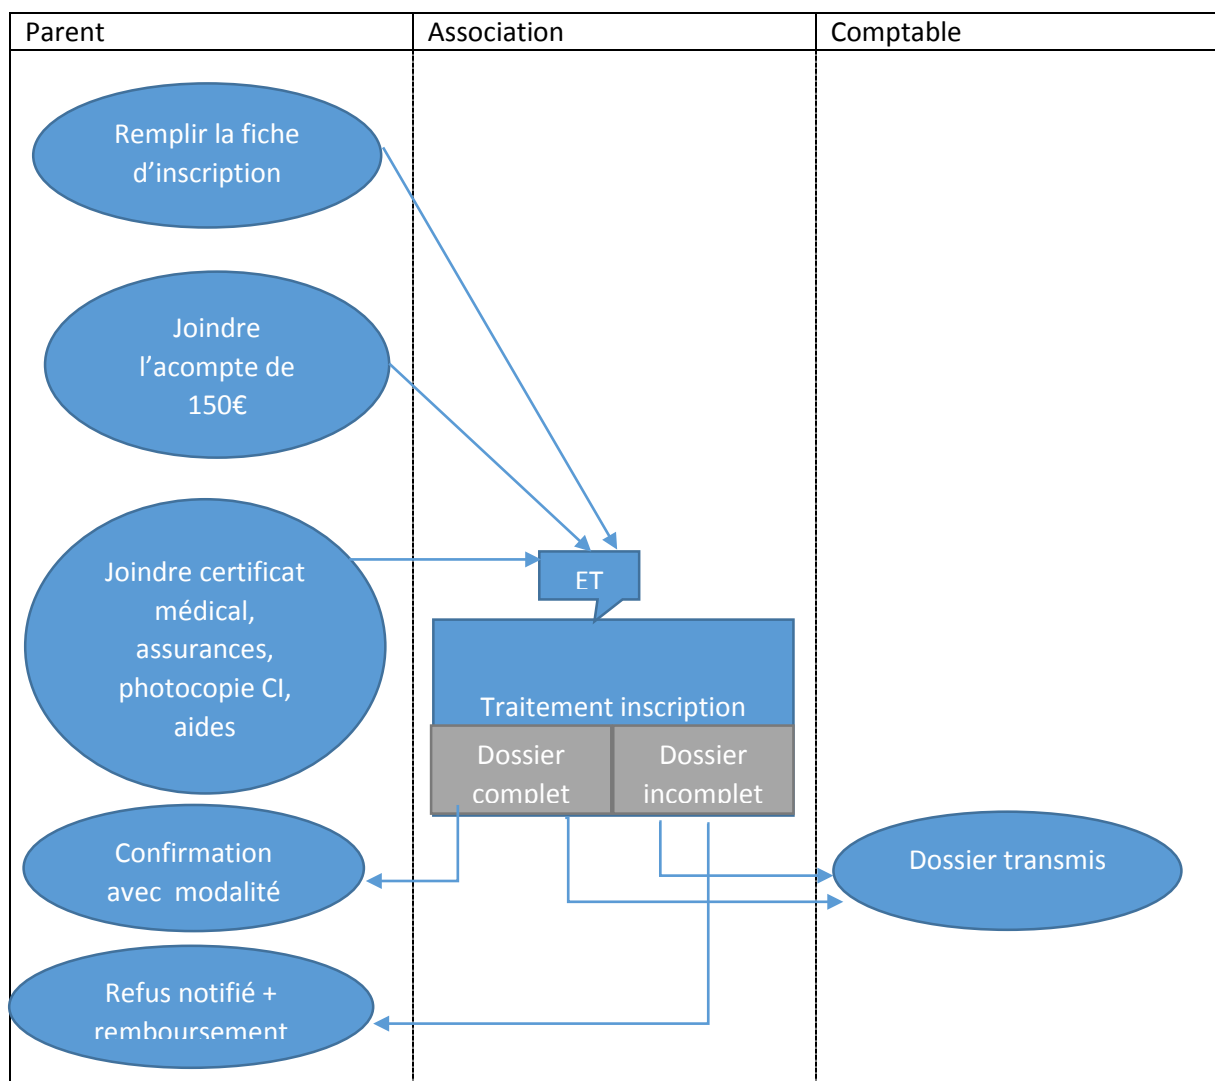 Parent
Association
Comptable
Remplir la fiche
d’inscription
Joindre
l’acompte de
150€
Joindre certificat
médical,
assurances,
photocopie CI,
aides
ET
Traitement inscription
Dossier
complet
Dossier
incomplet
Confirmation
avec modalité
Dossier transmis
Refus notifié +
remboursement